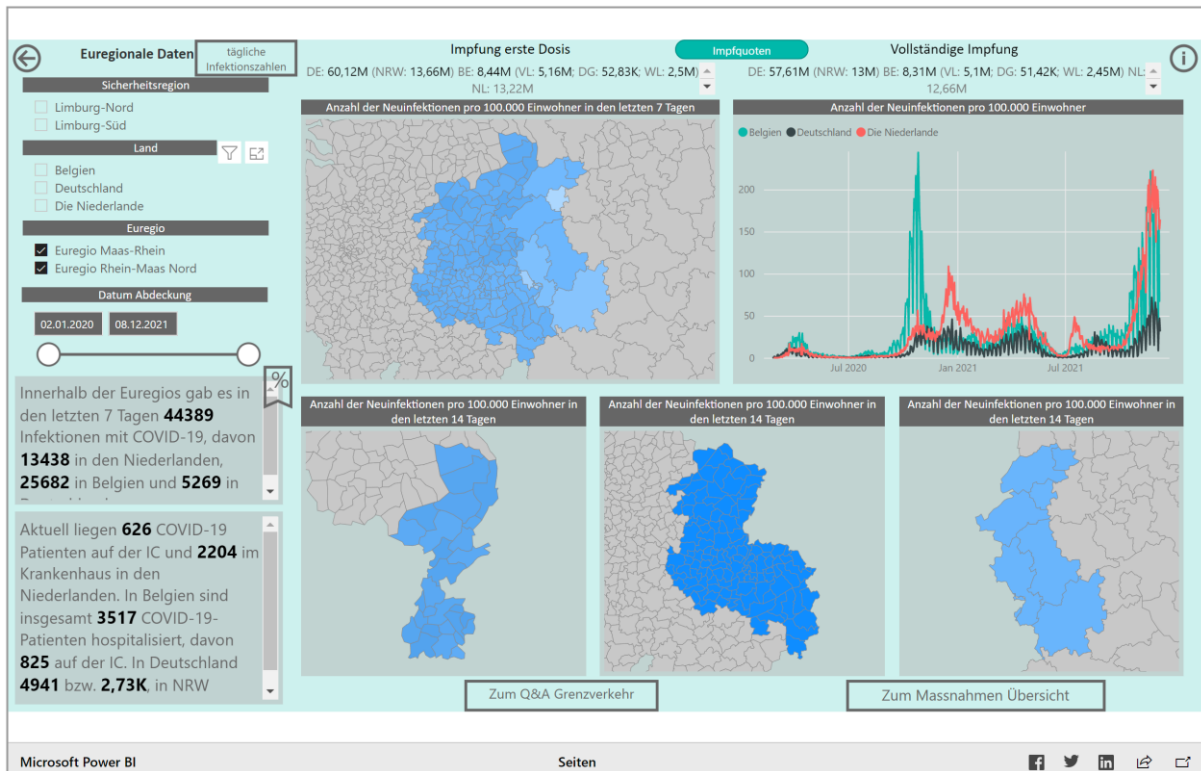 Euregionale Daten
tägliche
Infektionszahlen
Impfung erste Dosis
Impfquoten
Vollständige Impfung
DE: 60,12M (NRW: 13,66M) BE: 8,44M (VL: 5,16M; DG: 52,83K; WL: 2,5M)
NL: 13,22M
DE: 57,61M (NRW: 13M) BE: 8,31M (VL: 5,1M; DG: 51,42K; WL: 2,45M) NL:
12,66M
Sicherheitsregion
Limburg-Nord
Limburg-Süd
Land
Belgien
Deutschland
Die Niederlande
Euregio
Euregio Maas-Rhein
Euregio Rhein-Maas Nord
Datum Abdeckung
02.01.2020
08.12.2021
%
Innerhalb der Euregios gab es in
den letzten 7 Tagen 44389
Infektionen mit COVID-19, davon
13438 in den Niederlanden,
25682 in Belgien und 5269 in
Aktuell liegen 626 COVID-19
Patienten auf der IC und 2204 im
Krankenhaus in den
Niederlanden. In Belgien sind
insgesamt 3517 COVID-19-
Patienten hospitalisiert, davon
825 auf der IC. In Deutschland
4941 bzw. 2,73K, in NRW
Anzahl der Neuinfektionen pro 100.000 Einwohner in den letzten 7 Tagen
Anzahl der Neuinfektionen pro 100.000 Einwohner
Belgien Deutschland Die Niederlande
200
150
100
50
0
Jul 2020
Jan 2021
Jul 2021
Anzahl der Neuinfektionen pro 100.000 Einwohner in
den letzten 14 Tagen
Anzahl der Neuinfektionen pro 100.000 Einwohner in
den letzten 14 Tagen
Anzahl der Neuinfektionen pro 100.000 Einwohner in
den letzten 14 Tagen
Zum Q&A Grenzverkehr
Zum Massnahmen Übersicht
Microsoft Power BI
Seiten